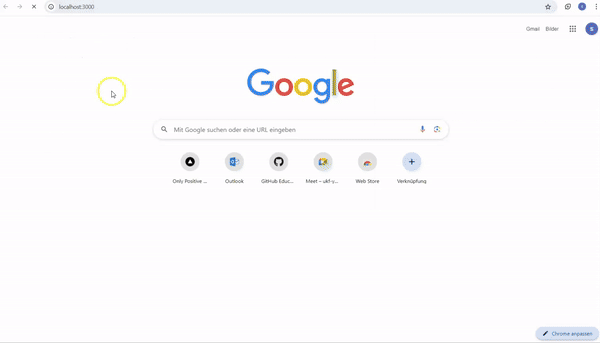 localhost:3000
Gmail Bilder
S
Google
Mit Google suchen oder eine URL eingeben
Only Positive ...
Outlook
GitHub Educ...
Meet – ukf-y...
Web Store
Verknüpfung
Chrome anpassen